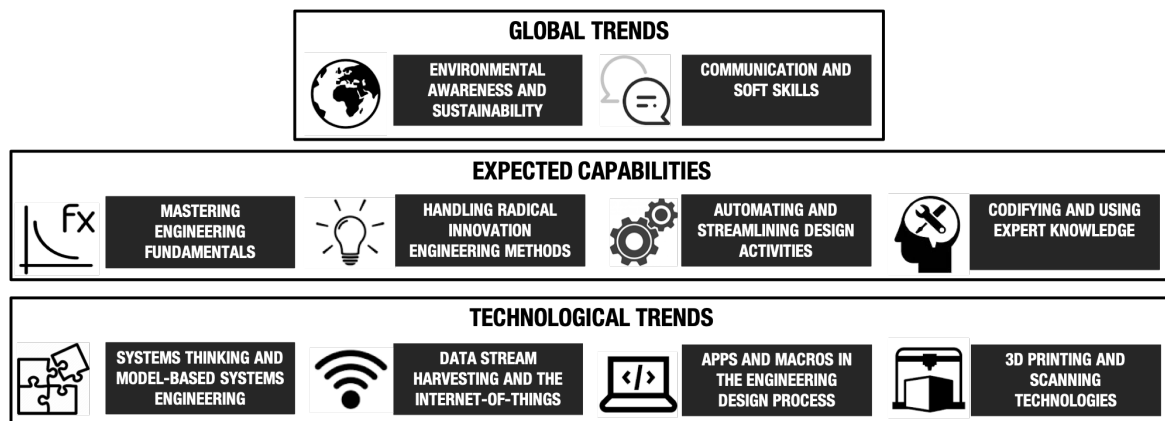 GLOBAL TRENDS
ENVIRONMENTAL
AWARENESS AND
SUSTAINABILITY
COMMUNICATION AND
SOFT SKILLS
EXPECTED CAPABILITIES
Fx
MASTERING
ENGINEERING
FUNDAMENTALS
HANDLING RADICAL
INNOVATION
ENGINEERING METHODS
AUTOMATING AND
STREAMLINING DESIGN
ACTIVITIES
CODIFYING AND USING
EXPERT KNOWLEDGE
TECHNOLOGICAL TRENDS
SYSTEMS THINKING AND
MODEL-BASED SYSTEMS
ENGINEERING
DATA STREAM
HARVESTING AND THE
INTERNET-OF-THINGS
</>
APPS AND MACROS IN
THE ENGINEERING
DESIGN PROCESS
3D PRINTING AND
SCANNING
TECHNOLOGIES